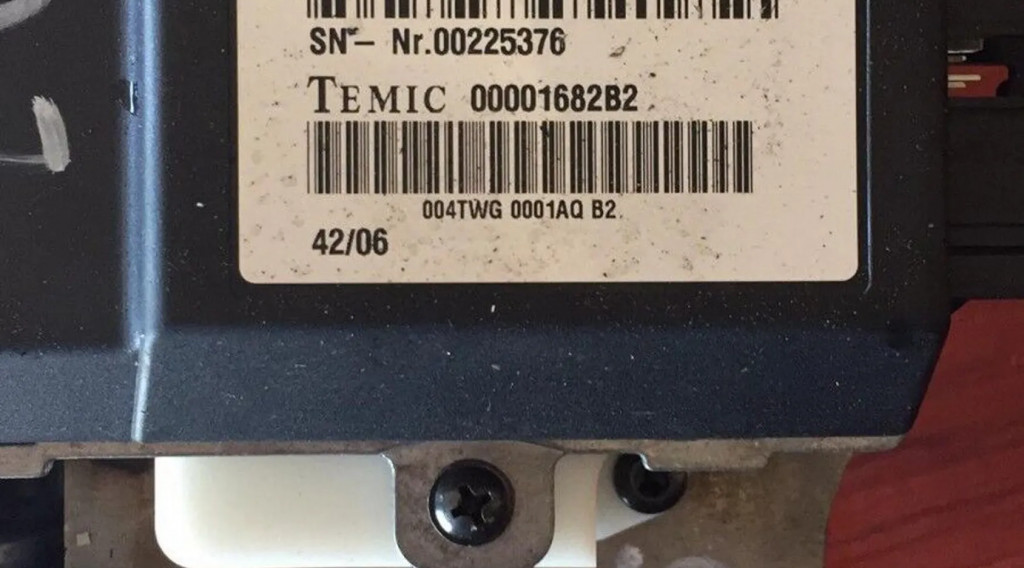 SN– Nr.00225376
TEMIC 00001682B2
004TWG 0001AQ B2
42/06